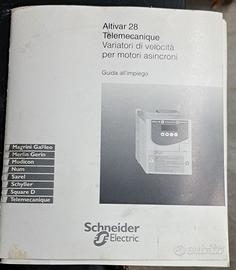 Altivar 28
Telemecanique
Variatori di velocità
per motori asincroni
Guida all'impiego
Magrini Galileo
Merlin Gerin
Modicon
Num
Sarel
Schyller
Square D
Telemecanique
Schneider
Electric
subito